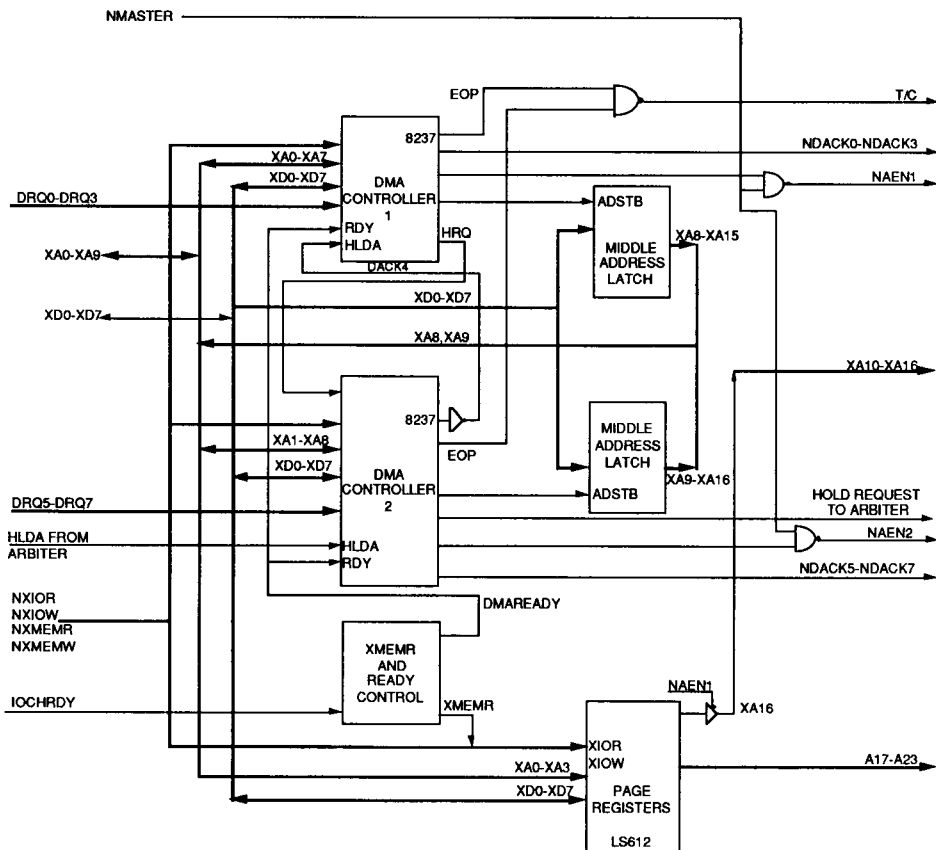 NMASTER
EOP
T/C
8237
NDACK0-NDACK3
XA0-XA7
XD0-XD7
DMA
CONTROLLER
1
NAEN1
DRQ0-DRQ3
ADSTB
RDY
HLDA
HRQ
MIDDLE
ADDRESS
LATCH
XA8-XA15
DACK4
XA0-XA9
XD0-XD7
XD0-XD7
XA8,XA9
XA10-XA16
8237
MIDDLE
ADDRESS
LATCH
XA1-XA8
EOP
XD0-XD7
DMA
CONTROLLER
2
XA9-XA16
ADSTB
DRQ5-DRQ7
HOLD REQUEST
TO ARBITER
HLDA FROM
ARBITER
HLDA
RDY
NAEN2
NDACK5-NDACK7
NXIOR
NXIOW
NXMEMR
NXMEMW
DMAREADY
XMEMR
AND
READY
CONTROL
NAEN1
IOCHRDY
XMEMR
XA16
XIOR
XIOW
XA0-XA3
A17-A23
PAGE
REGISTERS
XD0-XD7
LS612